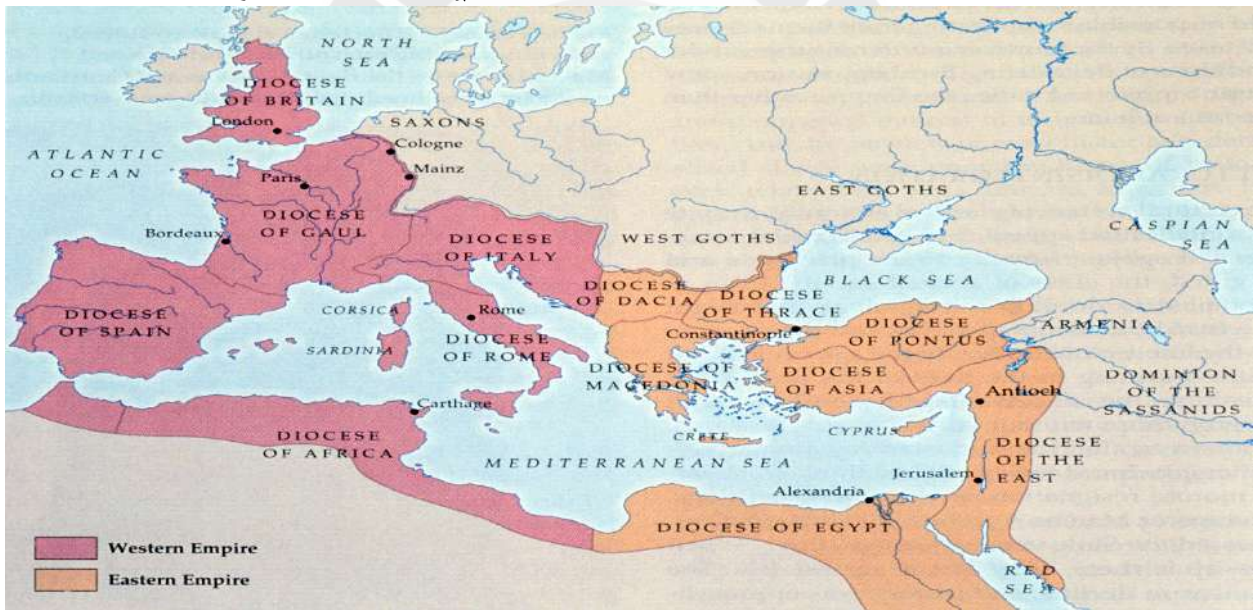 NORTH
SEA
DIOCESE
OF BRITAIN
London
SAXONS
Cologne
ATLANTIC
OCEAN
Mainz
Paris
EAST GOTHS
DIOCESE
OF GAUL
Bordeaux
WEST GOTHS
CASPIAN
SEA
DIOCESE
OF ITALY
BLACK SEA
DIOCESE
OF DACIA
DIOCESE
OF THRACE
CORSICA
Rome
DIOCESE
OF SPAIN
Constantinople
DIOCESE
OF PONTUS
ARMENIA
SARDINIA
DIOCESE
OF ROME
DIOCESE OF
MACEDONIA
DIOCESE
OF ASIA
DOMINION
OF THE
SASSANIDS
Antioch
Carthage
DIOCESE
OF AFRICA
CRETE
CYPRUS
DIOCESE
OF THE
EAST
MEDITERRANEAN SEA
Jerusalem
Alexandria
DIOCESE OF EGYPT
Western Empire
Eastern Empire
RED
SEA